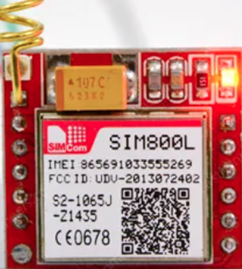 107C
SIMCom
SIM800L
IMEI 865691033555269
FCC ID: UDV-2013072402
S2-1065J
-Z1435
CE0678